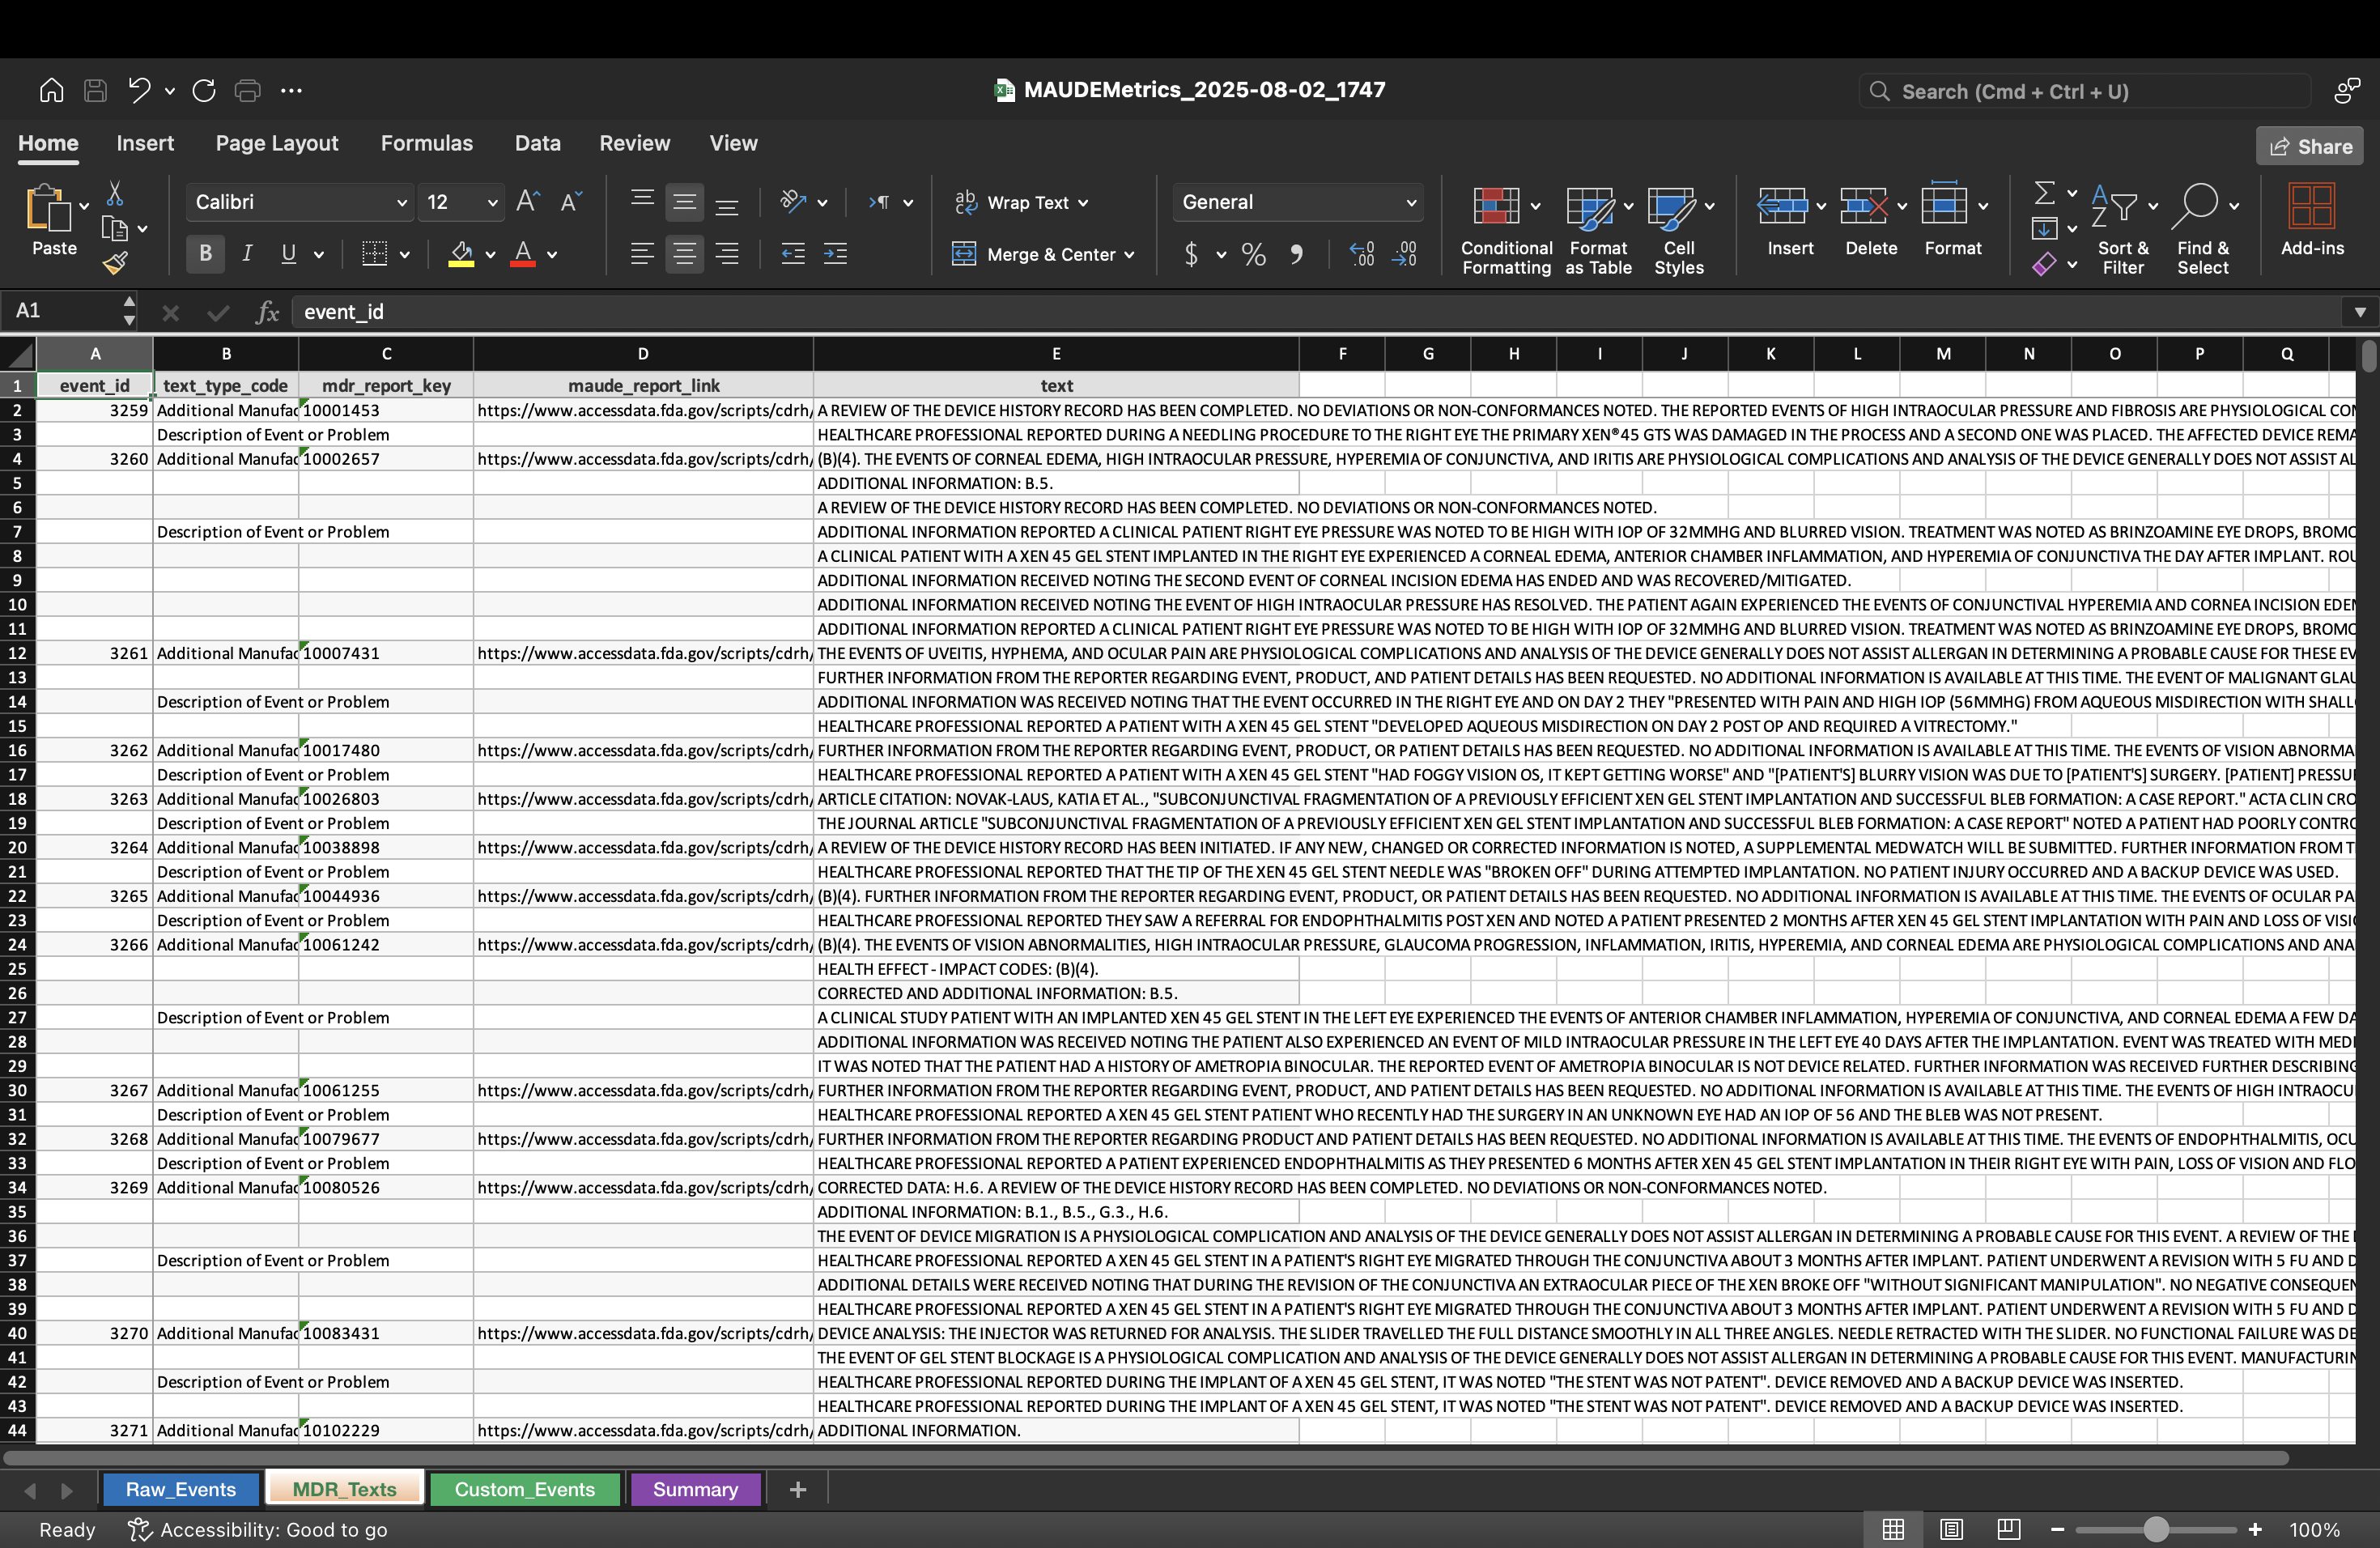 MAUDEMetrics_2025-08-02_1747
Search (Cmd + Ctrl + U)
Home Insert Page Layout Formulas Data Review View
Share
Paste
Calibri 12
B I U
Wrap Text
Merge & Center
General
$ % ,
Conditional Formatting
Format as Table
Cell Styles
Insert Delete Format
Sort & Filter
Find & Select
Add-ins
A1 fx event_id
A B C D E F G H I J K L M N O P Q
1 event_id text_type_code mdr_report_key maude_report_link text
2 3259 Additional Manufac 10001453 https://www.accessdata.fda.gov/scripts/cdrh/ A REVIEW OF THE DEVICE HISTORY RECORD HAS BEEN COMPLETED. NO DEVIATIONS OR NON-CONFORMANCES NOTED. THE REPORTED EVENTS OF HIGH INTRAOCULAR PRESSURE AND FIBROSIS ARE PHYSIOLOGICAL
3 Description of Event or Problem HEALTHCARE PROFESSIONAL REPORTED DURING A NEEDLING PROCEDURE TO THE RIGHT EYE THE PRIMARY XEN®45 GTS WAS DAMAGED IN THE PROCESS AND A SECOND ONE WAS PLACED. THE AFFECTED DEVICE
4 3260 Additional Manufac 10002657 https://www.accessdata.fda.gov/scripts/cdrh/ (B)(4). THE EVENTS OF CORNEAL EDEMA, HIGH INTRAOCULAR PRESSURE, HYPEREMIA OF CONJUNCTIVA, AND IRITIS ARE PHYSIOLOGICAL COMPLICATIONS AND ANALYSIS OF THE DEVICE GENERALLY DOES NOT ASSIST
5 ADDITIONAL INFORMATION: B.5.
6 A REVIEW OF THE DEVICE HISTORY RECORD HAS BEEN COMPLETED. NO DEVIATIONS OR NON-CONFORMANCES NOTED.
7 Description of Event or Problem ADDITIONAL INFORMATION REPORTED A CLINICAL PATIENT RIGHT EYE PRESSURE WAS NOTED TO BE HIGH WITH IOP OF 32MMHG AND BLURRED VISION. TREATMENT WAS NOTED AS BRINZOAMINE EYE DROPS, BROMO
8 A CLINICAL PATIENT WITH A XEN 45 GEL STENT IMPLANTED IN THE RIGHT EYE EXPERIENCED A CORNEAL EDEMA, ANTERIOR CHAMBER INFLAMMATION, AND HYPEREMIA OF CONJUNCTIVA THE DAY AFTER IMPLANT. ROU
9 ADDITIONAL INFORMATION RECEIVED NOTING THE SECOND EVENT OF CORNEAL INCISION EDEMA HAS ENDED AND WAS RECOVERED/MITIGATED.
10 ADDITIONAL INFORMATION RECEIVED NOTING THE EVENT OF HIGH INTRAOCULAR PRESSURE HAS RESOLVED. THE PATIENT AGAIN EXPERIENCED THE EVENTS OF CONJUNCTIVAL HYPEREMIA AND CORNEA INCISION
11 ADDITIONAL INFORMATION REPORTED A CLINICAL PATIENT RIGHT EYE PRESSURE WAS NOTED TO BE HIGH WITH IOP OF 32MMHG AND BLURRED VISION. TREATMENT WAS NOTED AS BRINZOAMINE EYE DROPS, BROMO
12 3261 Additional Manufac 10007431 https://www.accessdata.fda.gov/scripts/cdrh/ THE EVENTS OF UVEITIS, HYPHEMA, AND OCULAR PAIN ARE PHYSIOLOGICAL COMPLICATIONS AND ANALYSIS OF THE DEVICE GENERALLY DOES NOT ASSIST ALLERGAN IN DETERMINING A PROBABLE CAUSE FOR THESE EV
13 FURTHER INFORMATION FROM THE REPORTER REGARDING EVENT, PRODUCT, AND PATIENT DETAILS HAS BEEN REQUESTED. NO ADDITIONAL INFORMATION IS AVAILABLE AT THIS TIME. THE EVENT OF MALIGNANT GLAU
14 Description of Event or Problem ADDITIONAL INFORMATION WAS RECEIVED NOTING THAT THE EVENT OCCURRED IN THE RIGHT EYE AND ON DAY 2 THEY "PRESENTED WITH PAIN AND HIGH IOP (56MMHG) FROM AQUEOUS MISDIRECTION WITH SHALL
15 HEALTHCARE PROFESSIONAL REPORTED A PATIENT WITH A XEN 45 GEL STENT "DEVELOPED AQUEOUS MISDIRECTION ON DAY 2 POST OP AND REQUIRED A VITRECTOMY."
16 3262 Additional Manufac 10017480 https://www.accessdata.fda.gov/scripts/cdrh/ FURTHER INFORMATION FROM THE REPORTER REGARDING EVENT, PRODUCT, OR PATIENT DETAILS HAS BEEN REQUESTED. NO ADDITIONAL INFORMATION IS AVAILABLE AT THIS TIME. THE EVENTS OF VISION ABNORMA
17 Description of Event or Problem HEALTHCARE PROFESSIONAL REPORTED A PATIENT WITH A XEN 45 GEL STENT "HAD FOGGY VISION OS, IT KEPT GETTING WORSE" AND "[PATIENT'S] BLURRY VISION WAS DUE TO [PATIENT'S] SURGERY. [PATIENT] PRESSU
18 3263 Additional Manufac 10026803 https://www.accessdata.fda.gov/scripts/cdrh/ ARTICLE CITATION: NOVAK-LAUS, KATIA ET AL., "SUBCONJUNCTIVAL FRAGMENTATION OF A PREVIOUSLY EFFICIENT XEN GEL STENT IMPLANTATION AND SUCCESSFUL BLEB FORMATION: A CASE REPORT." ACTA CLIN CRO
19 Description of Event or Problem THE JOURNAL ARTICLE "SUBCONJUNCTIVAL FRAGMENTATION OF A PREVIOUSLY EFFICIENT XEN GEL STENT IMPLANTATION AND SUCCESSFUL BLEB FORMATION: A CASE REPORT" NOTED A PATIENT HAD POORLY CONTRO
20 3264 Additional Manufac 10038898 https://www.accessdata.fda.gov/scripts/cdrh/ A REVIEW OF THE DEVICE HISTORY RECORD HAS BEEN INITIATED. IF ANY NEW, CHANGED OR CORRECTED INFORMATION IS NOTED, A SUPPLEMENTAL MEDWATCH WILL BE SUBMITTED. FURTHER INFORMATION FROM T
21 Description of Event or Problem HEALTHCARE PROFESSIONAL REPORTED THAT THE TIP OF THE XEN 45 GEL STENT NEEDLE WAS "BROKEN OFF" DURING ATTEMPTED IMPLANTATION. NO PATIENT INJURY OCCURRED AND A BACKUP DEVICE WAS USED.
22 3265 Additional Manufac 10044936 https://www.accessdata.fda.gov/scripts/cdrh/ (B)(4). FURTHER INFORMATION FROM THE REPORTER REGARDING EVENT, PRODUCT, OR PATIENT DETAILS HAS BEEN REQUESTED. NO ADDITIONAL INFORMATION IS AVAILABLE AT THIS TIME. THE EVENTS OF OCULAR PA
23 Description of Event or Problem HEALTHCARE PROFESSIONAL REPORTED THEY SAW A REFERRAL FOR ENDOPHTHALMITIS POST XEN AND NOTED A PATIENT PRESENTED 2 MONTHS AFTER XEN 45 GEL STENT IMPLANTATION WITH PAIN AND LOSS OF VISI
24 3266 Additional Manufac 10061242 https://www.accessdata.fda.gov/scripts/cdrh/ (B)(4). THE EVENTS OF VISION ABNORMALITIES, HIGH INTRAOCULAR PRESSURE, GLAUCOMA PROGRESSION, INFLAMMATION, IRITIS, HYPEREMIA, AND CORNEAL EDEMA ARE PHYSIOLOGICAL COMPLICATIONS AND ANA
25 HEALTH EFFECT - IMPACT CODES: (B)(4).
26 CORRECTED AND ADDITIONAL INFORMATION: B.5.
27 Description of Event or Problem A CLINICAL STUDY PATIENT WITH AN IMPLANTED XEN 45 GEL STENT IN THE LEFT EYE EXPERIENCED THE EVENTS OF ANTERIOR CHAMBER INFLAMMATION, HYPEREMIA OF CONJUNCTIVA, AND CORNEAL EDEMA A FEW DA
28 ADDITIONAL INFORMATION WAS RECEIVED NOTING THE PATIENT ALSO EXPERIENCED AN EVENT OF MILD INTRAOCULAR PRESSURE IN THE LEFT EYE 40 DAYS AFTER THE IMPLANTATION. EVENT WAS TREATED WITH MEDI
29 IT WAS NOTED THAT THE PATIENT HAD A HISTORY OF AMETROPIA BINOCULAR. THE REPORTED EVENT OF AMETROPIA BINOCULAR IS NOT DEVICE RELATED. FURTHER INFORMATION WAS RECEIVED FURTHER DESCRIBING
30 3267 Additional Manufac 10061255 https://www.accessdata.fda.gov/scripts/cdrh/ FURTHER INFORMATION FROM THE REPORTER REGARDING EVENT, PRODUCT, AND PATIENT DETAILS HAS BEEN REQUESTED. NO ADDITIONAL INFORMATION IS AVAILABLE AT THIS TIME. THE EVENTS OF HIGH INTRAOCU
31 Description of Event or Problem HEALTHCARE PROFESSIONAL REPORTED A XEN 45 GEL STENT PATIENT WHO RECENTLY HAD THE SURGERY IN AN UNKNOWN EYE HAD AN IOP OF 56 AND THE BLEB WAS NOT PRESENT.
32 3268 Additional Manufac 10079677 https://www.accessdata.fda.gov/scripts/cdrh/ FURTHER INFORMATION FROM THE REPORTER REGARDING PRODUCT AND PATIENT DETAILS HAS BEEN REQUESTED. NO ADDITIONAL INFORMATION IS AVAILABLE AT THIS TIME. THE EVENTS OF ENDOPHTHALMITIS, OCU
33 Description of Event or Problem HEALTHCARE PROFESSIONAL REPORTED A PATIENT EXPERIENCED ENDOPHTHALMITIS AS THEY PRESENTED 6 MONTHS AFTER XEN 45 GEL STENT IMPLANTATION IN THEIR RIGHT EYE WITH PAIN, LOSS OF VISION AND FLO
34 3269 Additional Manufac 10080526 https://www.accessdata.fda.gov/scripts/cdrh/ CORRECTED DATA: H.6. A REVIEW OF THE DEVICE HISTORY RECORD HAS BEEN COMPLETED. NO DEVIATIONS OR NON-CONFORMANCES NOTED.
35 ADDITIONAL INFORMATION: B.1., B.5., G.3., H.6.
36 THE EVENT OF DEVICE MIGRATION IS A PHYSIOLOGICAL COMPLICATION AND ANALYSIS OF THE DEVICE GENERALLY DOES NOT ASSIST ALLERGAN IN DETERMINING A PROBABLE CAUSE FOR THIS EVENT. A REVIEW OF THE
37 Description of Event or Problem HEALTHCARE PROFESSIONAL REPORTED A XEN 45 GEL STENT IN A PATIENT'S RIGHT EYE MIGRATED THROUGH THE CONJUNCTIVA ABOUT 3 MONTHS AFTER IMPLANT. PATIENT UNDERWENT A REVISION WITH 5 FU AND D
38 ADDITIONAL DETAILS WERE RECEIVED NOTING THAT DURING THE REVISION OF THE CONJUNCTIVA AN EXTRAOCULAR PIECE OF THE XEN BROKE OFF "WITHOUT SIGNIFICANT MANIPULATION". NO NEGATIVE CONSEQUEN
39 HEALTHCARE PROFESSIONAL REPORTED A XEN 45 GEL STENT IN A PATIENT'S RIGHT EYE MIGRATED THROUGH THE CONJUNCTIVA ABOUT 3 MONTHS AFTER IMPLANT. PATIENT UNDERWENT A REVISION WITH 5 FU AND D
40 3270 Additional Manufac 10083431 https://www.accessdata.fda.gov/scripts/cdrh/ DEVICE ANALYSIS: THE INJECTOR WAS RETURNED FOR ANALYSIS. THE SLIDER TRAVELLED THE FULL DISTANCE SMOOTHLY IN ALL THREE ANGLES. NEEDLE RETRACTED WITH THE SLIDER. NO FUNCTIONAL FAILURE WAS DE
41 THE EVENT OF GEL STENT BLOCKAGE IS A PHYSIOLOGICAL COMPLICATION AND ANALYSIS OF THE DEVICE GENERALLY DOES NOT ASSIST ALLERGAN IN DETERMINING A PROBABLE CAUSE FOR THIS EVENT. MANUFACTURIN
42 Description of Event or Problem HEALTHCARE PROFESSIONAL REPORTED DURING THE IMPLANT OF A XEN 45 GEL STENT, IT WAS NOTED "THE STENT WAS NOT PATENT". DEVICE REMOVED AND A BACKUP DEVICE WAS INSERTED.
43 HEALTHCARE PROFESSIONAL REPORTED DURING THE IMPLANT OF A XEN 45 GEL STENT, IT WAS NOTED "THE STENT WAS NOT PATENT". DEVICE REMOVED AND A BACKUP DEVICE WAS INSERTED.
44 3271 Additional Manufac 10102229 https://www.accessdata.fda.gov/scripts/cdrh/ ADDITIONAL INFORMATION.
Raw_Events MDR_Texts Custom_Events Summary +
Ready Accessibility: Good to go 100%